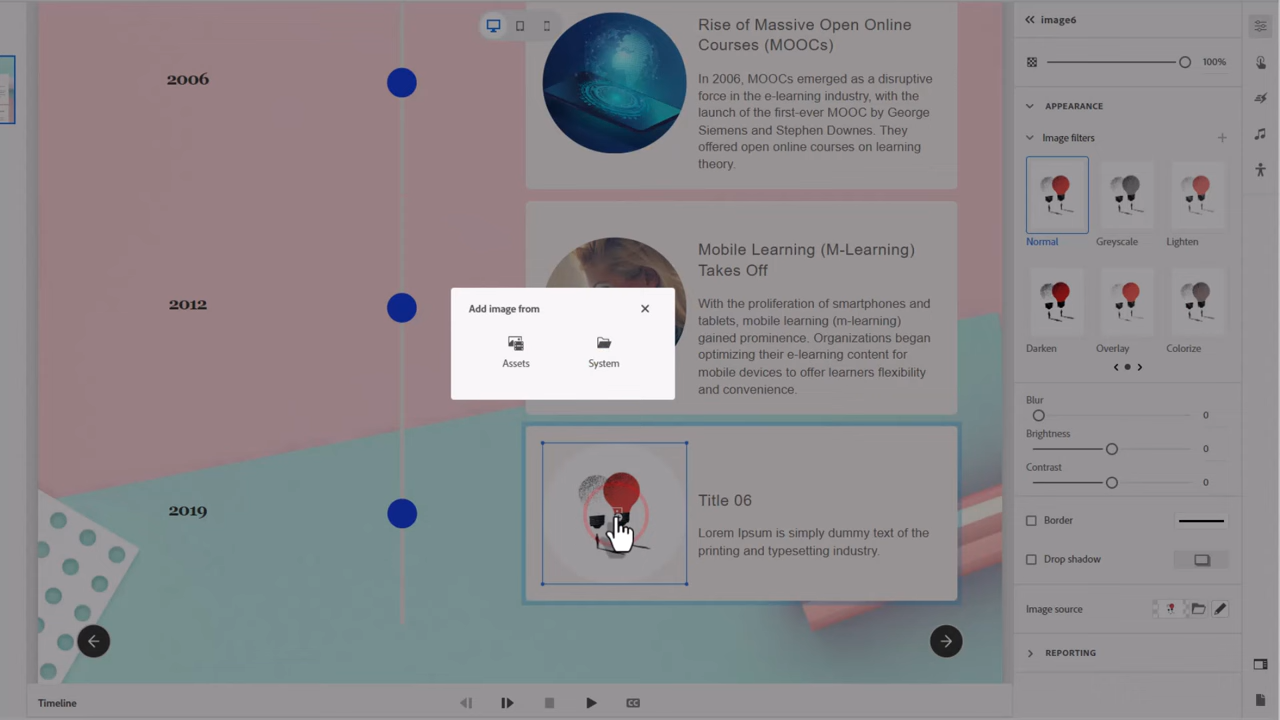 2006
Rise of Massive Open Online
Courses (MOOCs)
In 2006, MOOCs emerged as a disruptive
force in the e-learning industry, with the
launch of the first-ever MOOC by George
Siemens and Stephen Downes. They
offered open online courses on learning
theory.
2012
Mobile Learning (M-Learning)
Takes Off
With the proliferation of smartphones and
tablets, mobile learning (m-learning)
gained prominence. Organizations began
optimizing their e-learning content for
mobile devices to offer learners flexibility
and convenience.
Add image from
Assets
System
2019
Title 06
Lorem Ipsum is simply dummy text of the
printing and typesetting industry.
Timeline
CC
image6
100%
APPEARANCE
Image filters
Normal
Greyscale
Lighten
Darken
Overlay
Colorize
Blur
0
Brightness
0
Contrast
0
Border
Drop shadow
Image source
REPORTING